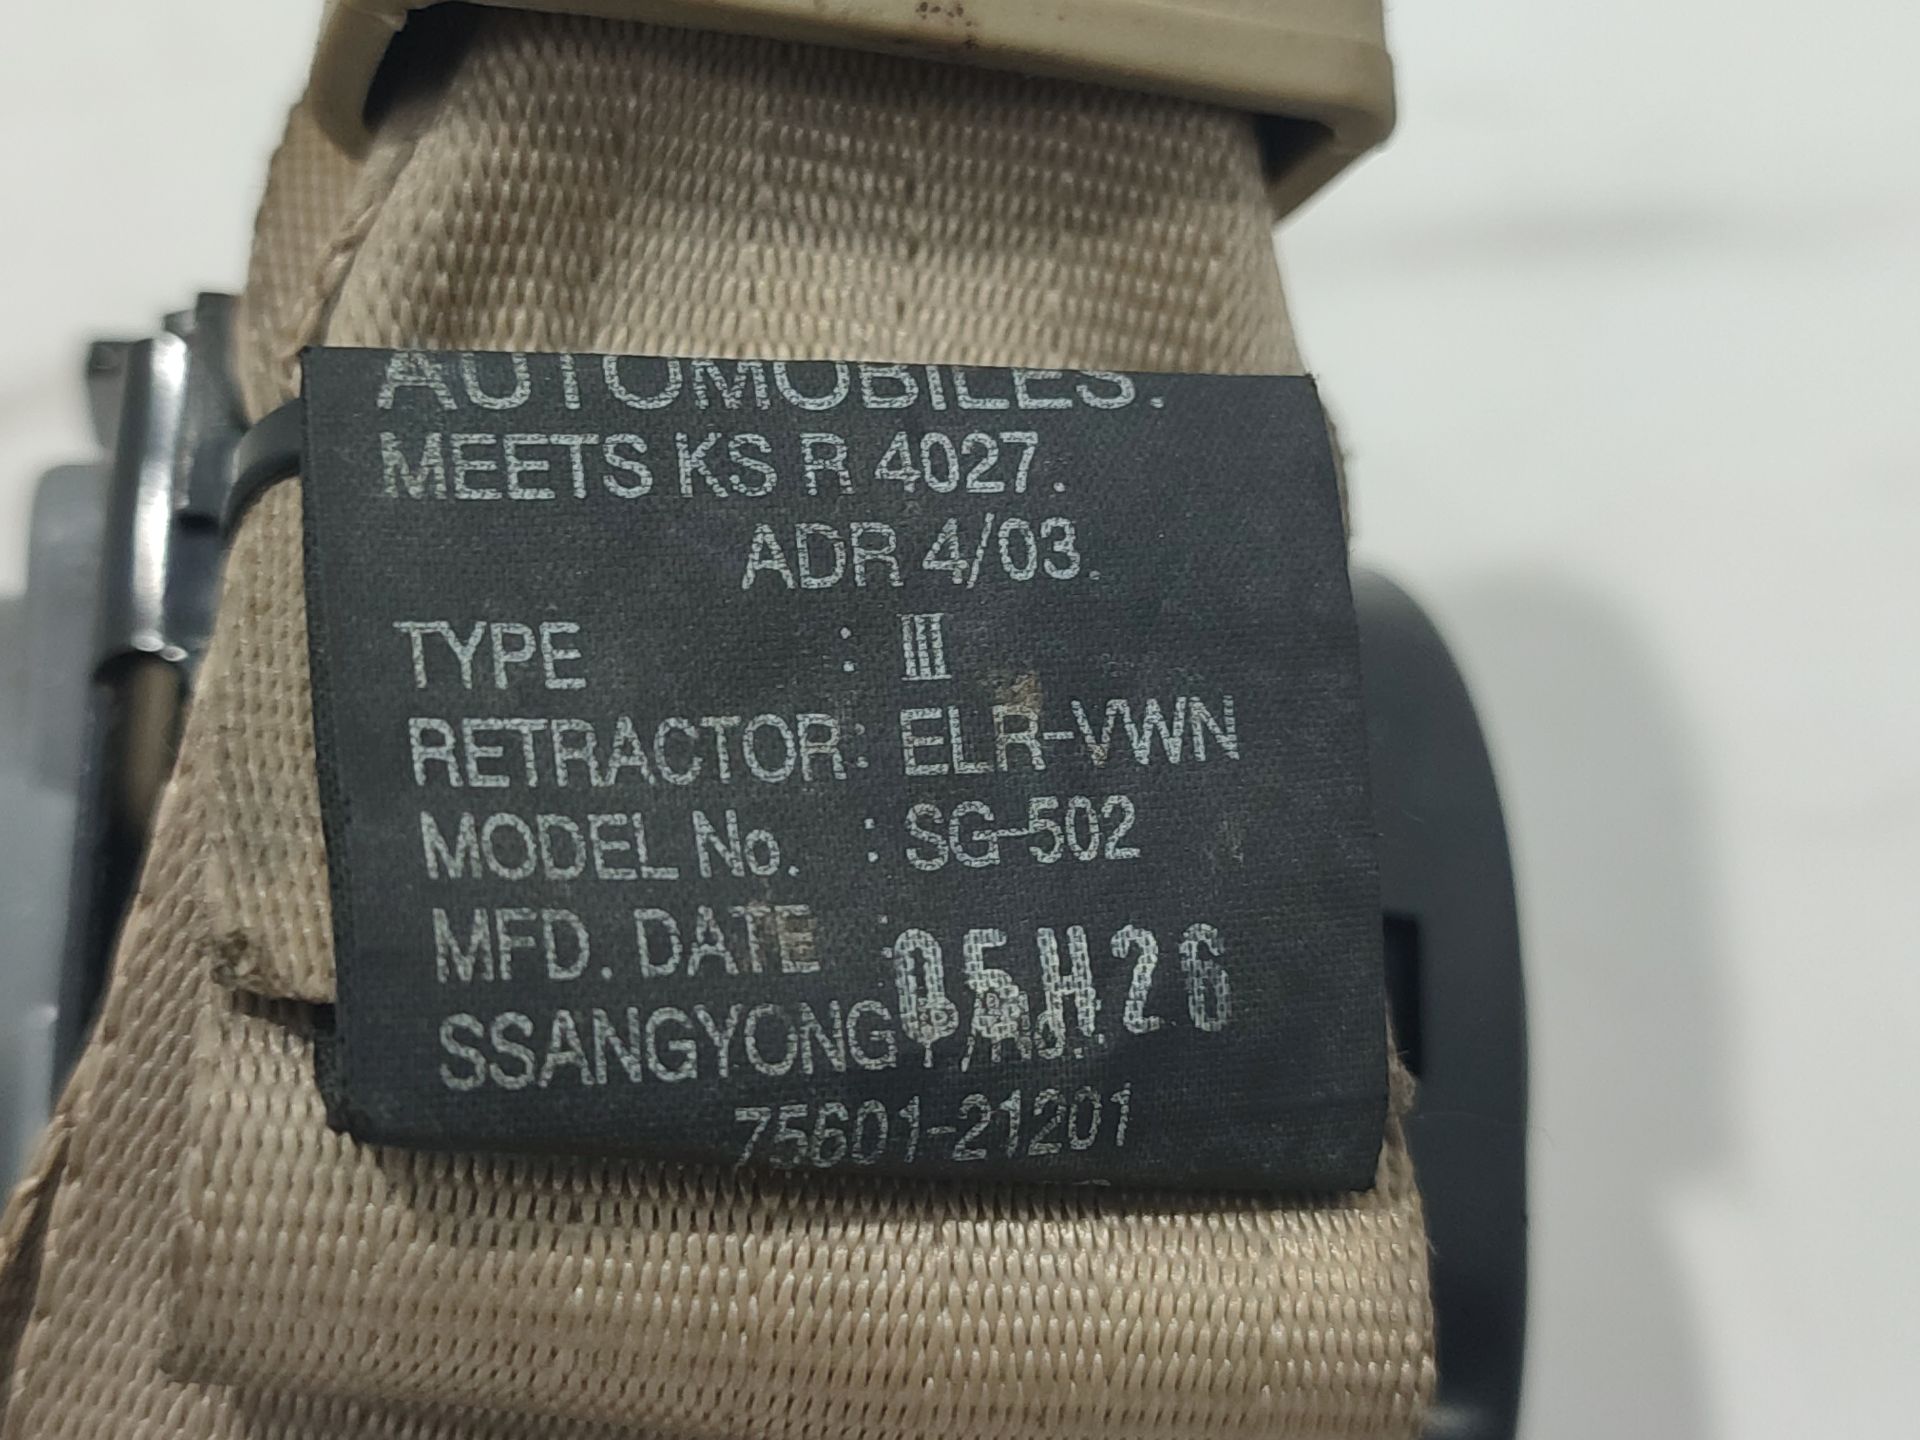 AUTOMOBILES.
MEETS KS R 4027.
ADR 4/03.
TYPE : III
RETRACTOR: ELR-VWN
MODEL No. : SG-502
MFD. DATE : 05H26
SSANGYONG P/No.
75601-21201